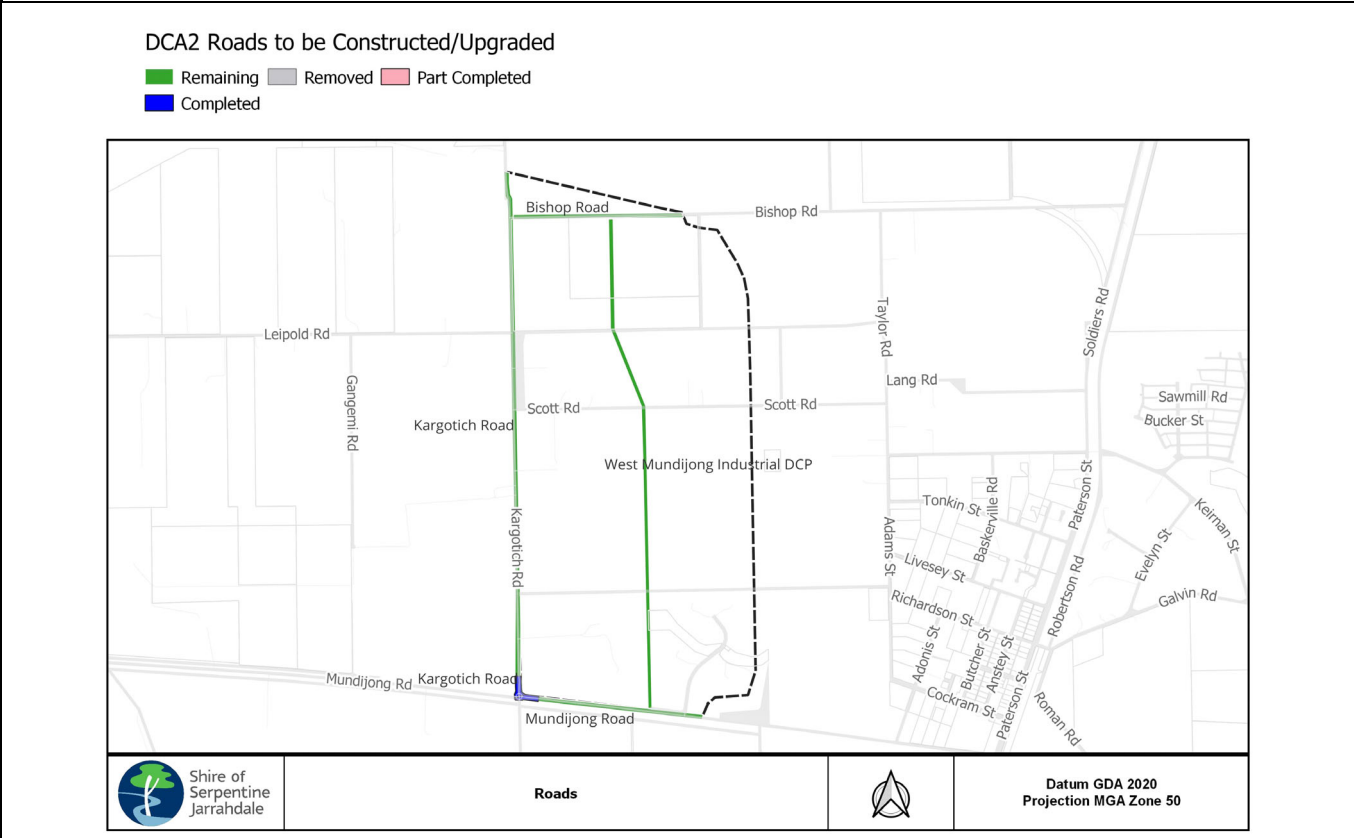 DCA2 Roads to be Constructed/Upgraded
Remaining
Removed
Part Completed
Completed
Bishop Road
Bishop Rd
Leipold Rd
Taylor Rd
Soldiers Rd
Gangemi Rd
Lang Rd
Sawmill Rd
Bucker St
Scott Rd
Scott Rd
Kargotich Road
West Mundijong Industrial DCP
Paterson St
Tonkin St
Baskerville Rd
Keirnan St
Kargotich Rd
Adams St
Evelyn St
Livesey St
Robertson Rd
Richardson St
Galvin Rd
Adonis St
Butcher St
Anstey St
Mundijong Rd
Kargotich Road
Cockram St
Paterson St
Roman Rd
Mundijong Road
Shire of
Serpentine
Jarrahdale
Roads
Datum GDA 2020
Projection MGA Zone 50